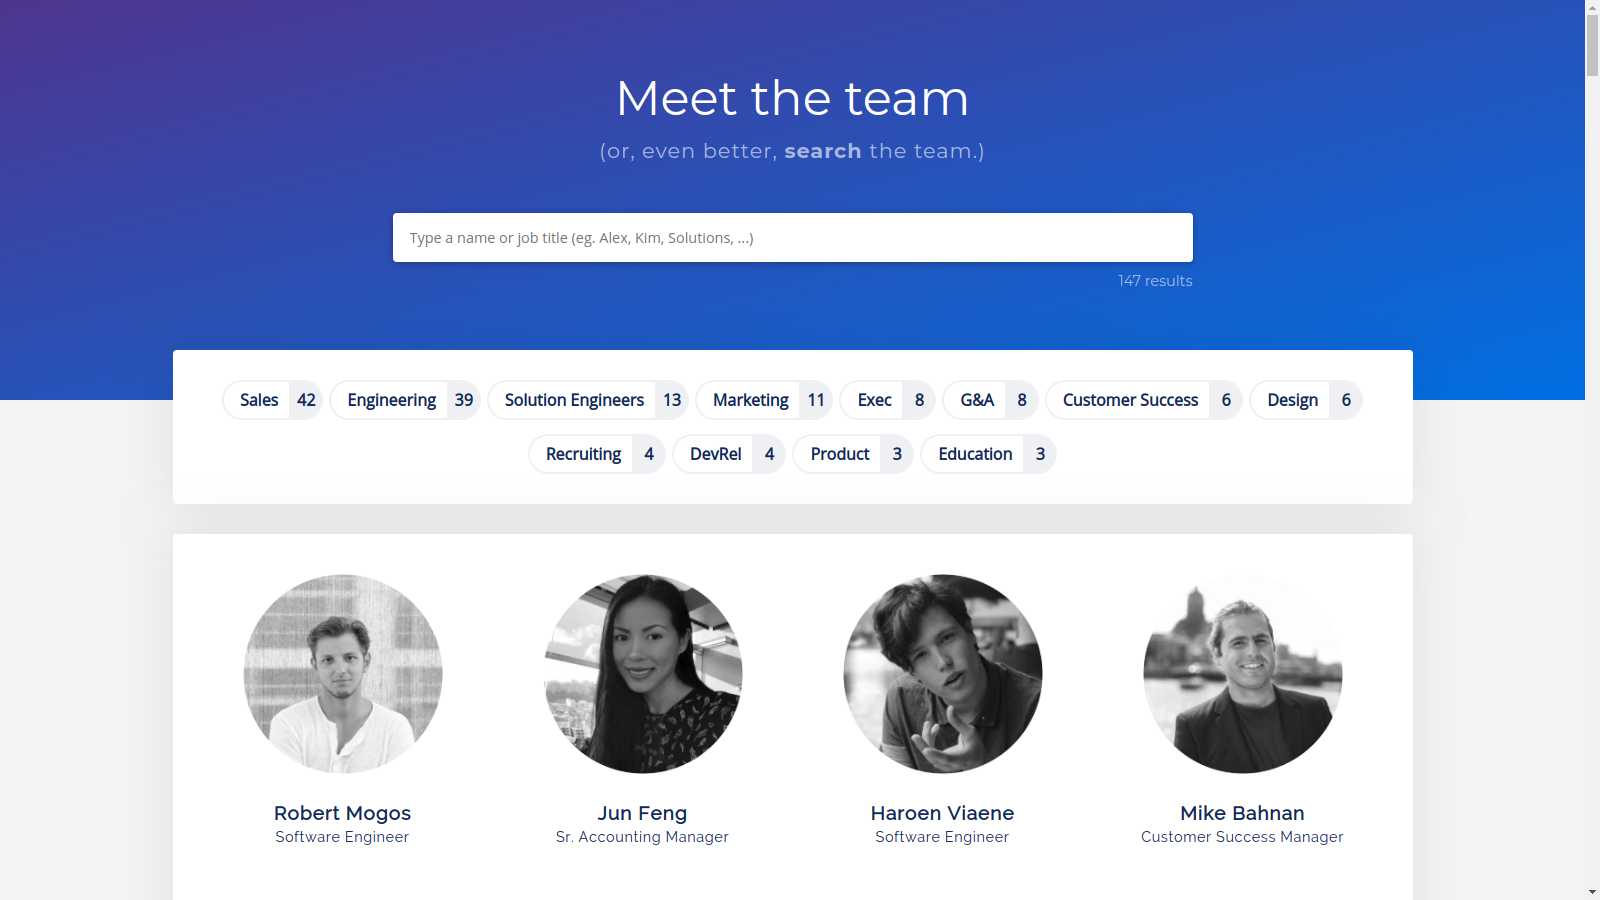 Meet the team
(or, even better, search the team.)
Type a name or job title (eg. Alex, Kim, Solutions, ...)
147 results
Sales 42 Engineering 39 Solution Engineers 13 Marketing 11 Exec 8 G&A 8 Customer Success 6 Design 6
Recruiting 4 DevRel 4 Product 3 Education 3
Robert Mogos Jun Feng Haroen Viaene Mike Bahnan
Software Engineer Sr. Accounting Manager Software Engineer Customer Success Manager